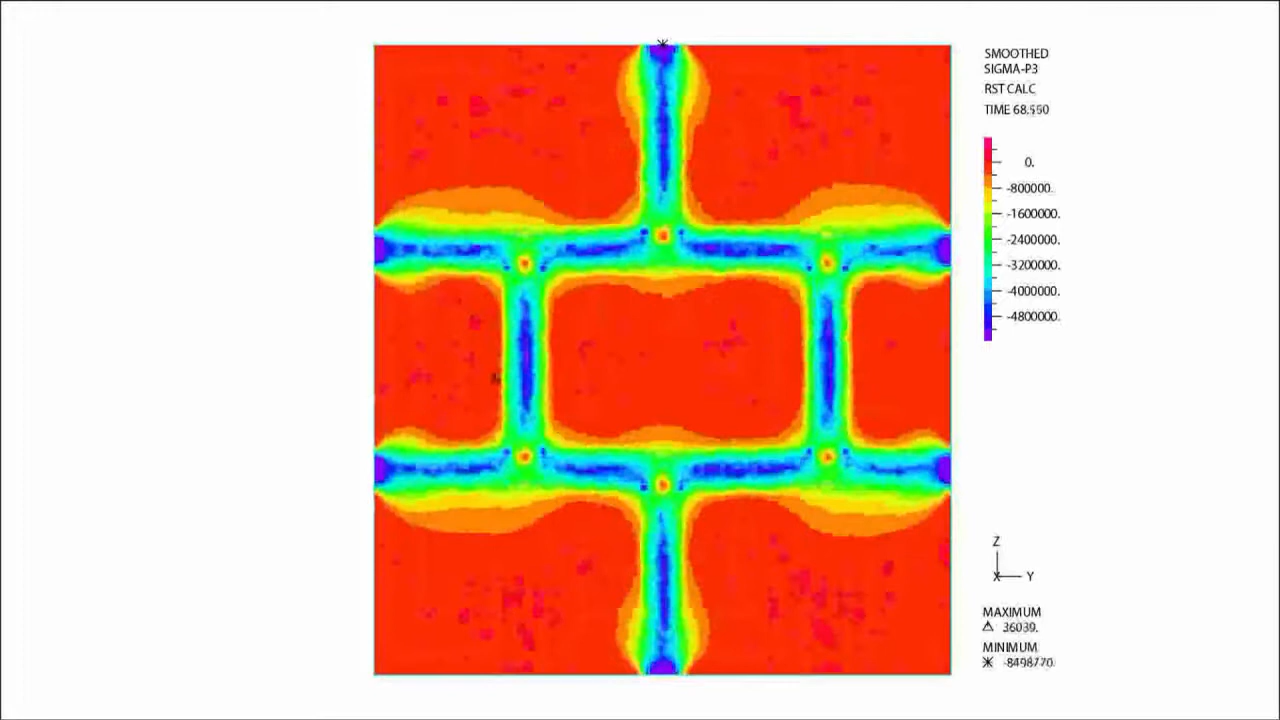 SMOOTHED
SIGMA-P3
RST CALC
TIME 68.550
0.
-800000.
-1600000.
-2400000.
-3200000.
-4000000.
-4800000.
Z
X Y
MAXIMUM
36039.
MINIMUM
-8498770.